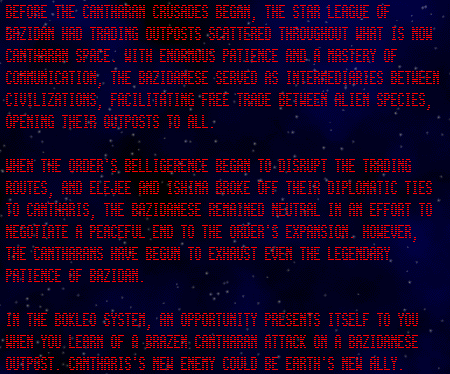 BEFORE THE CANTHARAN CRUSADES BEGAN, THE STAR LEAGUE OF
BAZIDAN HAD TRADING OUTPOSTS SCATTERED THROUGHOUT WHAT IS NOW
CANTHARAN SPACE. WITH ENORMOUS PATIENCE AND A MASTERY OF
COMMUNICATION, THE BAZIDANESE SERVED AS INTERMEDIARIES BETWEEN
CIVILIZATIONS, FACILITATING FREE TRADE BETWEEN ALIEN SPECIES,
OPENING THEIR OUTPOSTS TO ALL.
WHEN THE ORDER'S BELLIGERENCE BEGAN TO DISRUPT THE TRADING
ROUTES, AND ELEJEE AND ISHIMA BROKE OFF THEIR DIPLOMATIC TIES
TO CANTHARIS, THE BAZIDANESE REMAINED NEUTRAL IN AN EFFORT TO
NEGOTIATE A PEACEFUL END TO THE ORDER'S EXPANSION. HOWEVER,
THE CANTHARANS HAVE BEGUN TO EXHAUST EVEN THE LEGENDARY
PATIENCE OF BAZIDAN.
IN THE BOKLEO SYSTEM, AN OPPORTUNITY PRESENTS ITSELF TO YOU
WHEN YOU LEARN OF A BRAZEN CANTHARAN ATTACK ON A BAZIDANESE
OUTPOST. CANTHARIS'S NEW ENEMY COULD BE EARTH'S NEW ALLY.